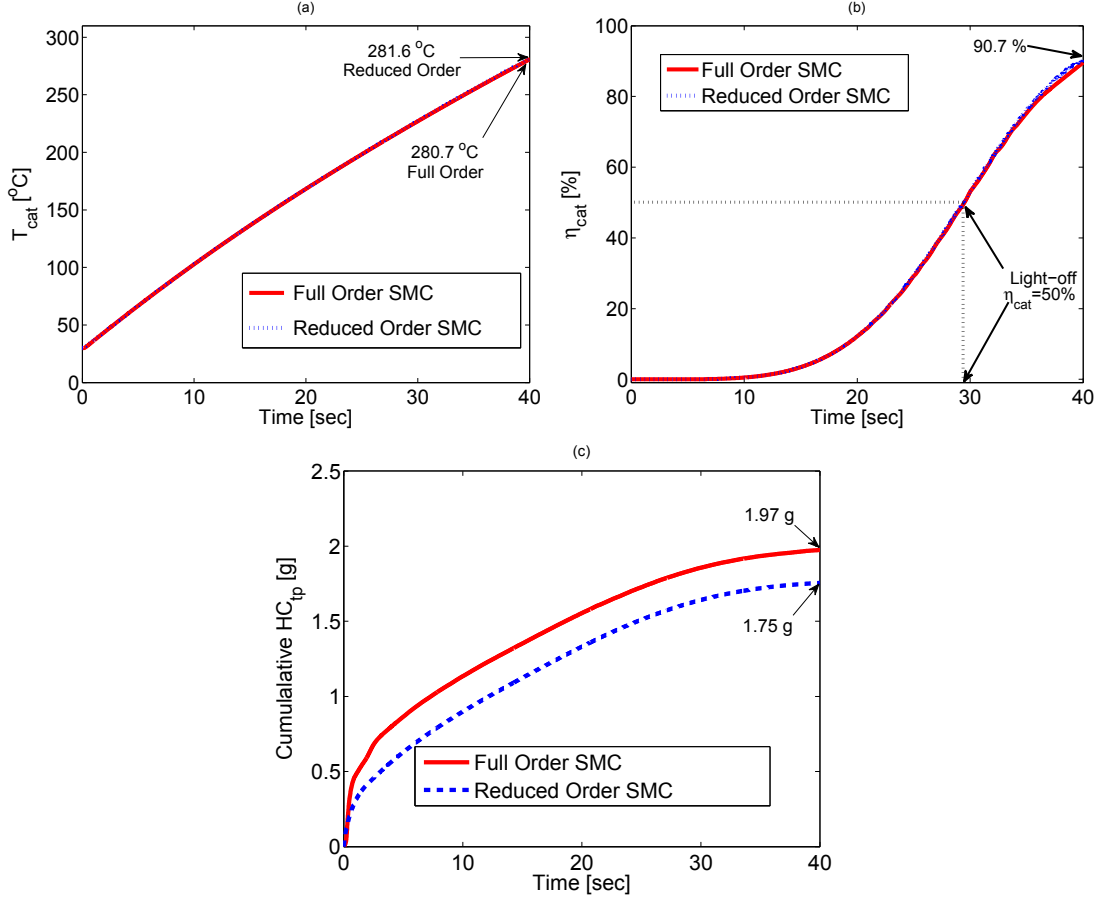 (a)
300
250
200
150
100
50
0
0
10
20
30
40
T_cat [°C]
Time [sec]
281.6 °C
Reduced Order
280.7 °C
Full Order
Full Order SMC
Reduced Order SMC
(b)
100
80
60
40
20
0
0
10
20
30
40
η_cat [%]
Time [sec]
Full Order SMC
Reduced Order SMC
90.7 %
Light-off
η_cat=50%
(c)
2.5
2
1.5
1
0.5
0
0
10
20
30
40
Cumulalative HC_tp [g]
Time [sec]
1.97 g
1.75 g
Full Order SMC
Reduced Order SMC